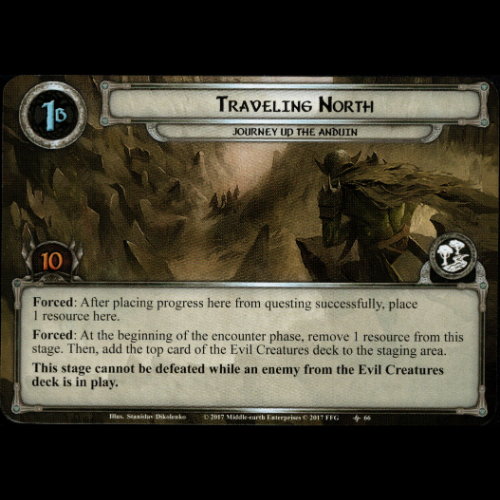 1B
TRAVELING NORTH
JOURNEY UP THE ANDUIN
10
Forced: After placing progress here from questing successfully, place
1 resource here.
Forced: At the beginning of the encounter phase, remove 1 resource from this
stage. Then, add the top card of the Evil Creatures deck to the staging area.
This stage cannot be defeated while an enemy from the Evil Creatures
deck is in play.
Illus. Stanislav Dikolenko © 2017 Middle-earth Enterprises © 2017 FFG 66